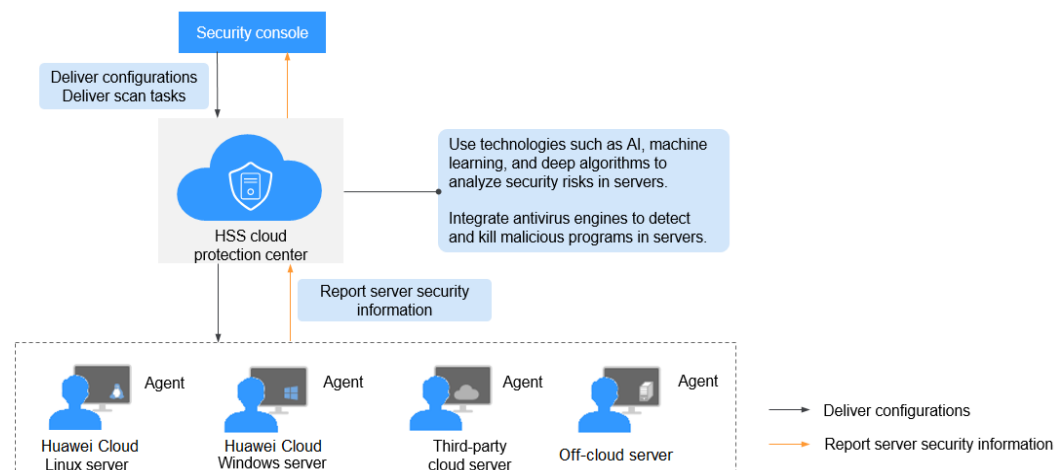 Security console
Deliver configurations
Deliver scan tasks
Use technologies such as AI, machine
learning, and deep algorithms to
analyze security risks in servers.
Integrate antivirus engines to detect
and kill malicious programs in servers.
HSS cloud
protection center
Report server security
information
Agent
Agent
Agent
Agent
Huawei Cloud
Linux server
Huawei Cloud
Windows server
Third-party
cloud server
Off-cloud server
Deliver configurations
Report server security information